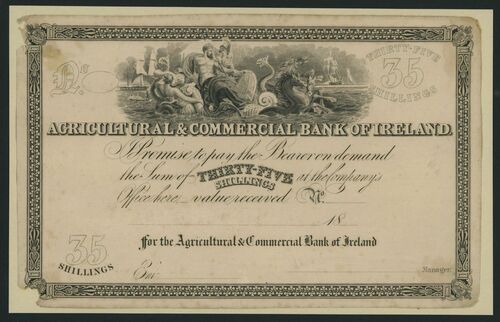 No
THIRTY-FIVE
35
SHILLINGS
AGRICULTURAL & COMMERCIAL BANK OF IRELAND.
I Promise to pay the Bearer on demand
the Sum of THIRTY-FIVE SHILLINGS at the Company's
Office here, value received No.
18
For the Agricultural & Commercial Bank of Ireland
35
SHILLINGS
Manager.